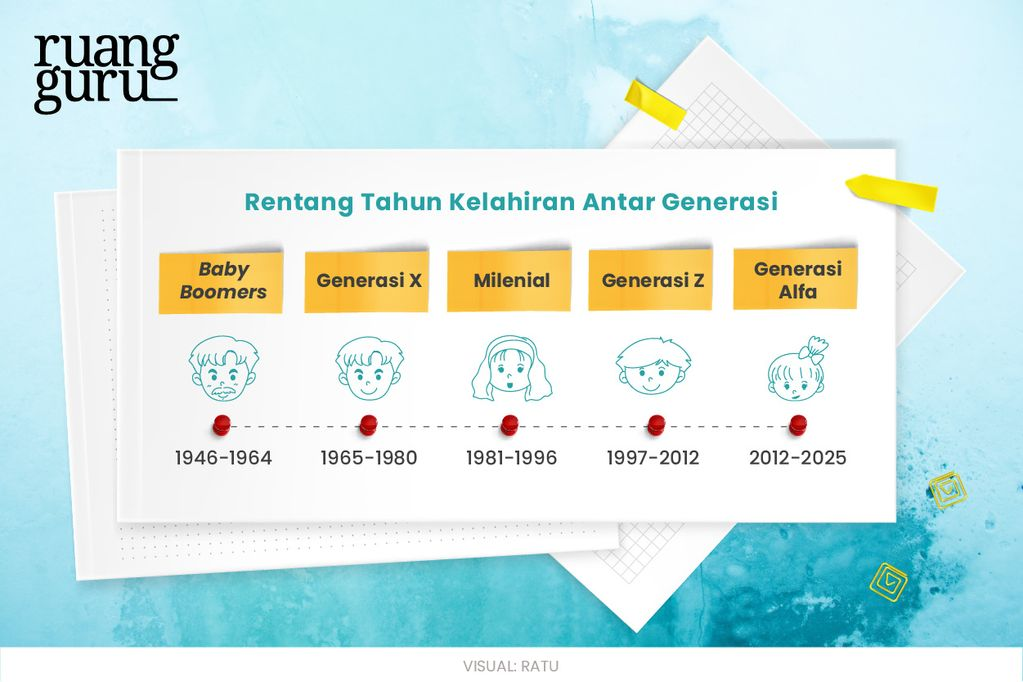 ruang
guru
Rentang Tahun Kelahiran Antar Generasi
Baby
Boomers
Generasi X
Milenial
Generasi Z
Generasi
Alfa
1946-1964
1965-1980
1981-1996
1997-2012
2012-2025
VISUAL: RATU